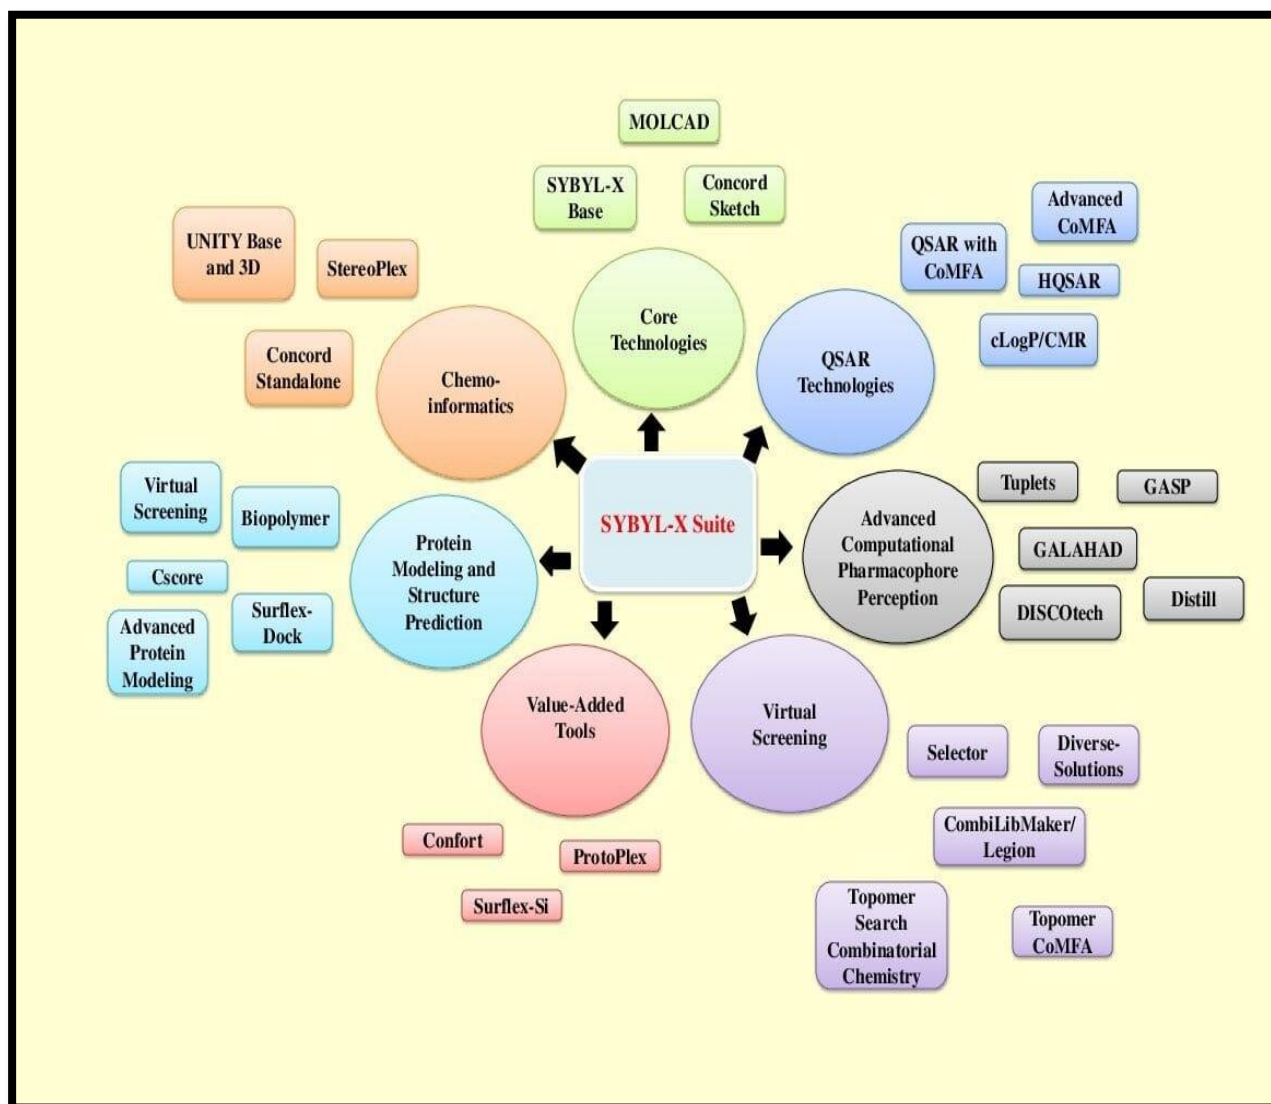 MOLCAD
SYBYL-X
Base
Concord
Sketch
Core
Technologies
Advanced
CoMFA
QSAR with
CoMFA
HQSAR
cLogP/CMR
QSAR
Technologies
UNITY Base
and 3D
StereoPlex
Concord
Standalone
Chemo-
informatics
SYBYL-X Suite
Tuplets
GASP
GALAHAD
DISCOtech
Distill
Advanced
Computational
Pharmacophore
Perception
Virtual
Screening
Biopolymer
Cscore
Surflex-
Dock
Advanced
Protein
Modeling
Protein
Modeling and
Structure
Prediction
Value-Added
Tools
Confort
ProtoPlex
Surflex-Si
Virtual
Screening
Selector
Diverse-
Solutions
CombiLibMaker/
Legion
Topomer
Search
Combinatorial
Chemistry
Topomer
CoMFA